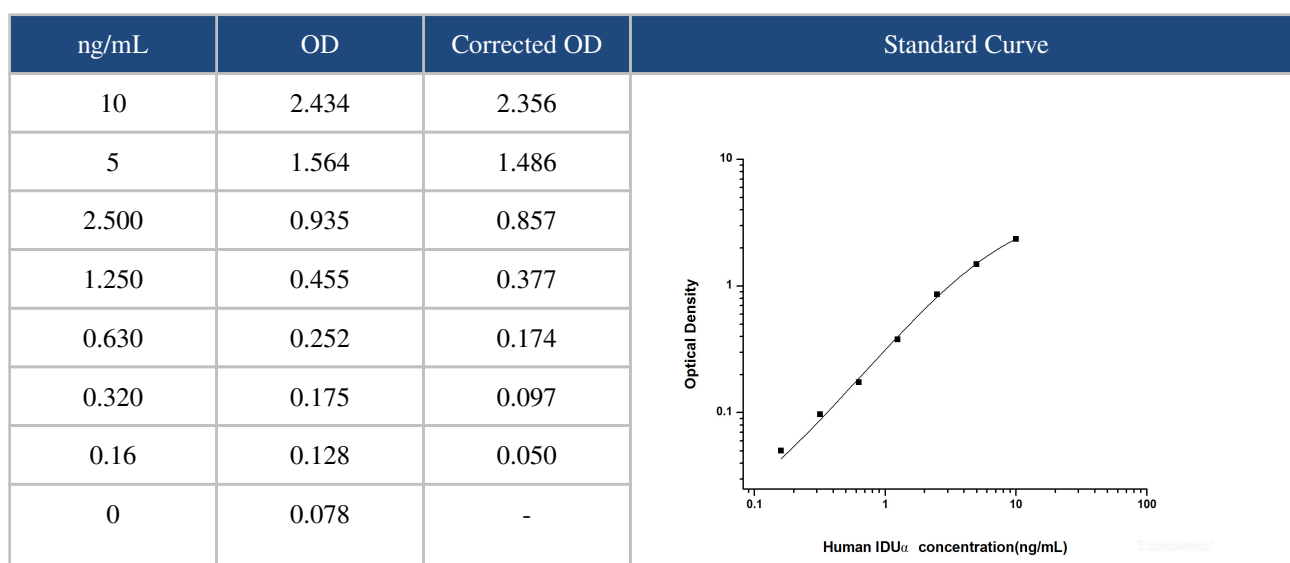 ng/mL OD Corrected OD Standard Curve
10 2.434 2.356
5 1.564 1.486
2.500 0.935 0.857
1.250 0.455 0.377
0.630 0.252 0.174
0.320 0.175 0.097
0.16 0.128 0.050
0 0.078 -
10
1
0.1
Optical Density
0.1 1 10 100
Human IDUα concentration(ng/mL)
Elabscience®